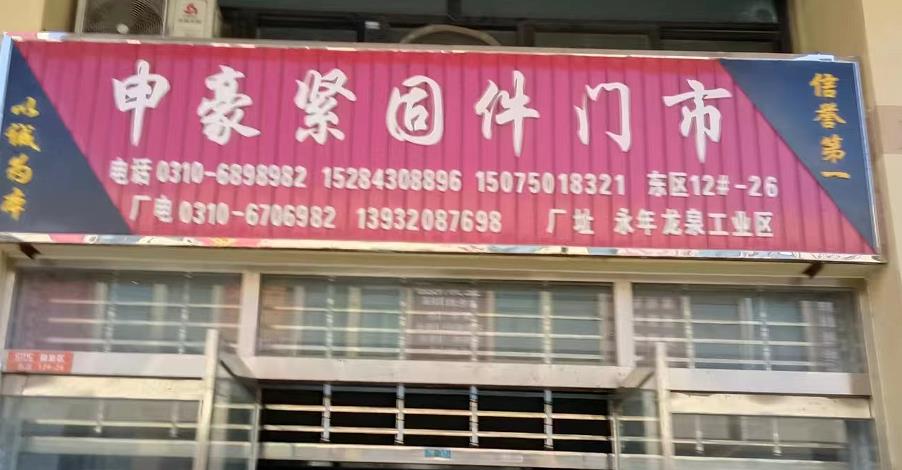 以诚为本
申豪紧固件门市
信誉第一
电话 0310-6898982 15284308896 15075018321 东区12#-26
厂电 0310-6706982 13932087698 厂址 永年龙泉工业区